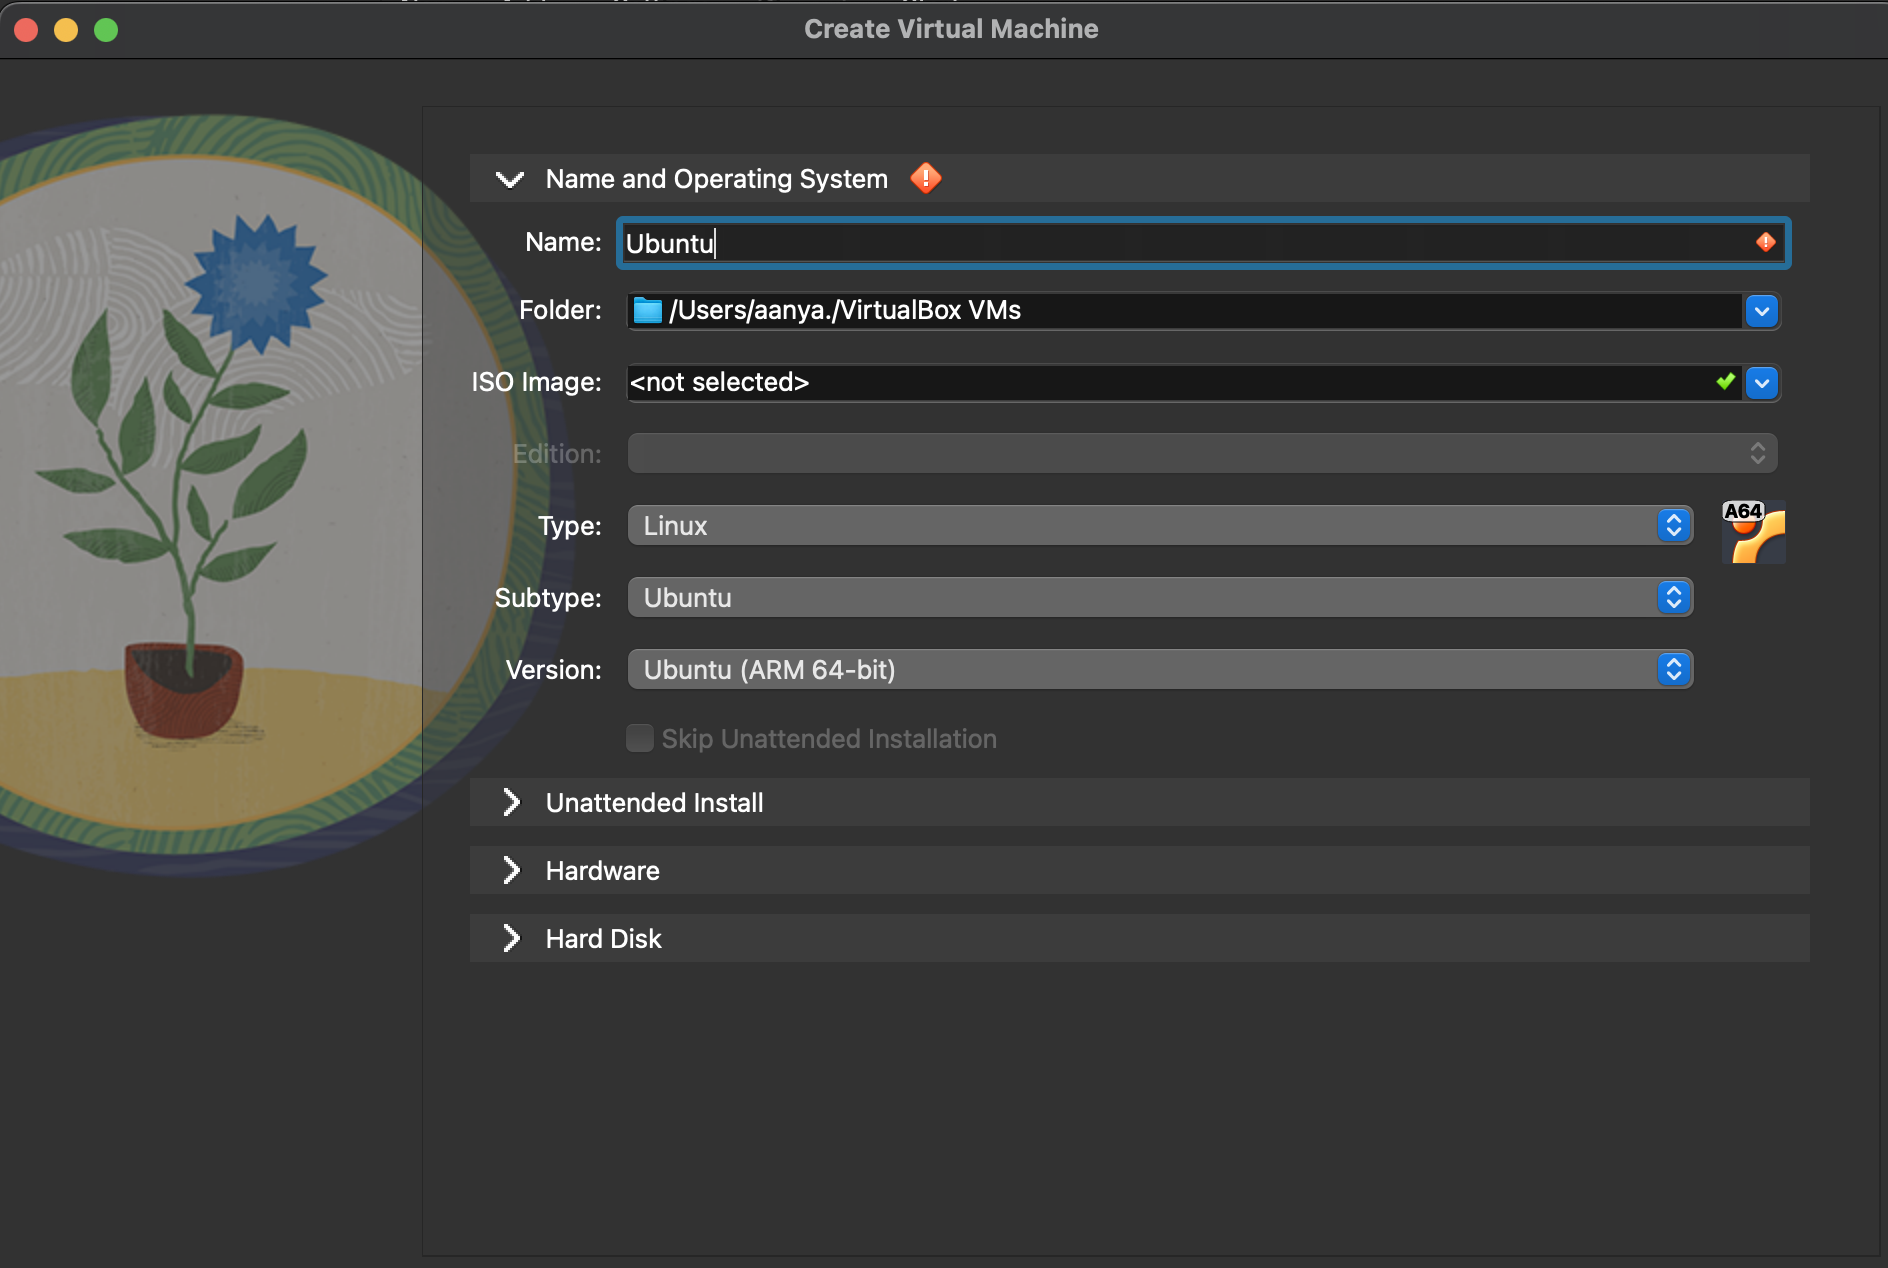 Create Virtual Machine
Name and Operating System
Name: Ubuntu
Folder: /Users/aanya./VirtualBox VMs
ISO Image: <not selected>
Edition:
Type: Linux
A64
Subtype: Ubuntu
Version: Ubuntu (ARM 64-bit)
Skip Unattended Installation
Unattended Install
Hardware
Hard Disk